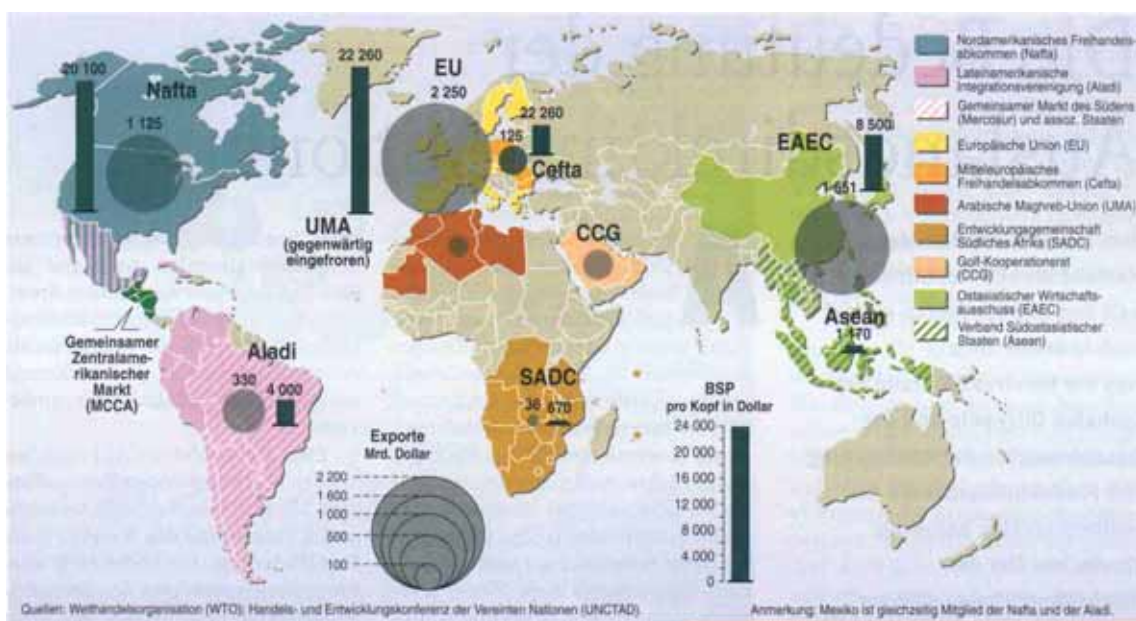 20 100
Nafta
1 125
22 260
EU
2 250
22 260
125
Cefta
UMA
(gegenwärtig
eingefroren)
CCG
EAEC
8 500
1 651
Asean
1 170
Gemeinsamer
Zentralame-
rikanischer
Markt
(MCCA)
Aladi
330
4 000
SADC
36
670
Exporte
Mrd. Dollar
2 200
1 600
1 000
500
100
BSP
pro Kopf in Dollar
24 000
20 000
16 000
12 000
8 000
4 000
0
Nordamerikanisches Freihandels-
abkommen (Nafta)
Lateinamerikanische
Integrationsvereinigung (Aladi)
Gemeinsamer Markt des Südens
(Mercosur) und assoz. Staaten
Europäische Union (EU)
Mitteleuropäisches
Freihandelsabkommen (Cefta)
Arabische Maghreb-Union (UMA)
Entwicklungsgemeinschaft
Südliches Afrika (SADC)
Golf-Kooperationsrat
(CCG)
Ostasiatischer Wirtschafts-
ausschuss (EAEC)
Verband Südostasiatischer
Staaten (Asean)
Quellen: Welthandelsorganisation (WTO); Handels- und Entwicklungskonferenz der Vereinten Nationen (UNCTAD).
Anmerkung: Mexiko ist gleichzeitig Mitglied der Nafta und der Aladi.